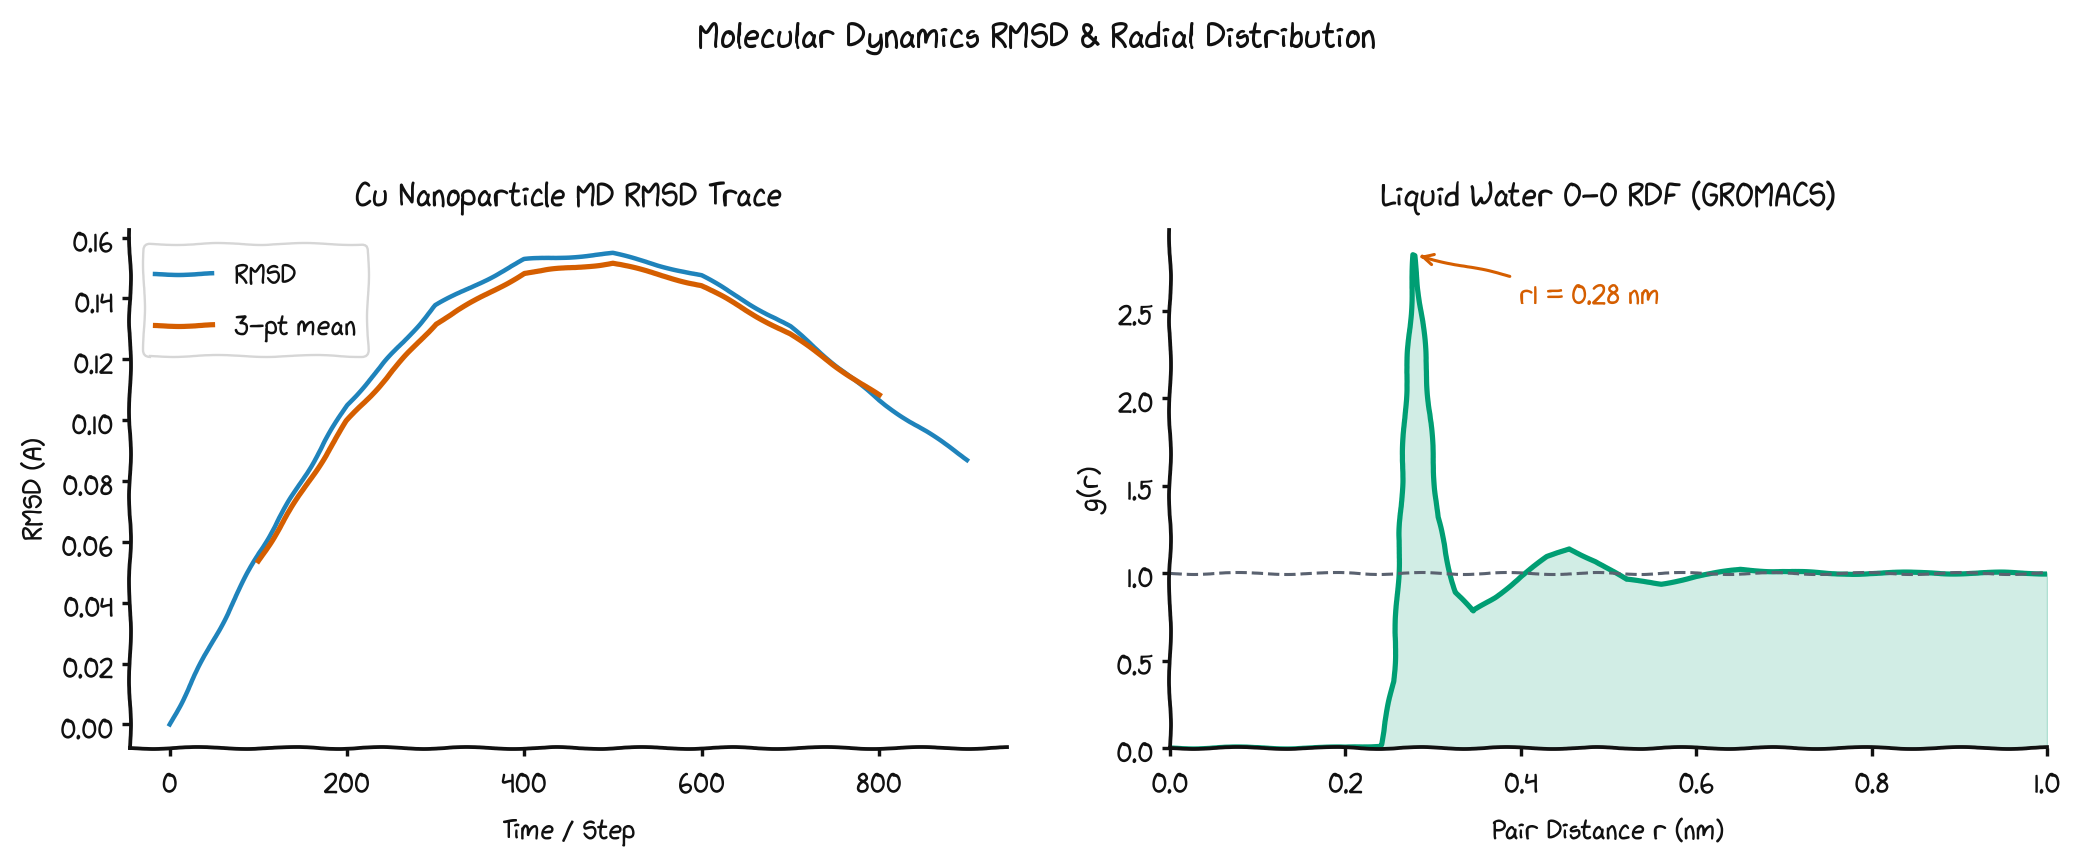 Molecular Dynamics RMSD & Radial Distribution
Cu Nanoparticle MD RMSD Trace
RMSD (A)
0.16
0.14
0.12
0.10
0.08
0.06
0.04
0.02
0.00
RMSD
3-pt mean
0 200 400 600 800
Time / Step
Liquid Water O-O RDF (GROMACS)
g(r)
2.5
2.0
1.5
1.0
0.5
0.0
r1 = 0.28 nm
0.0 0.2 0.4 0.6 0.8 1.0
Pair Distance r (nm)